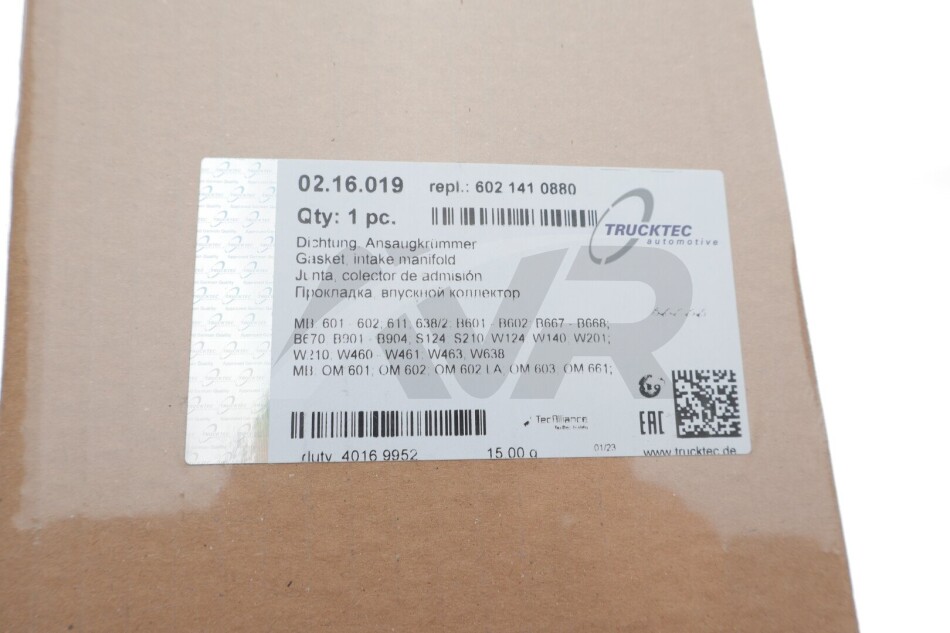 02.16.019 repl.: 602 141 0880
Qty: 1 pc.
TRUCKTEC
automotive
Dichtung, Ansaugkrümmer
Gasket, intake manifold
Junta, colector de admisión
Прокладка, впускной коллектор
MB: 601 - 602; 611; 638/2; B601 - B602; B667 - B668;
B670; B901 - B904; S124; S210; W124; W140; W201;
W210; W460 - W461; W463; W638
MB: OM 601; OM 602; OM 602 LA; OM 603; OM 661;
TecAlliance
EAC
4016 9952 15.00 g 01/23 www.trucktec.de
AVR